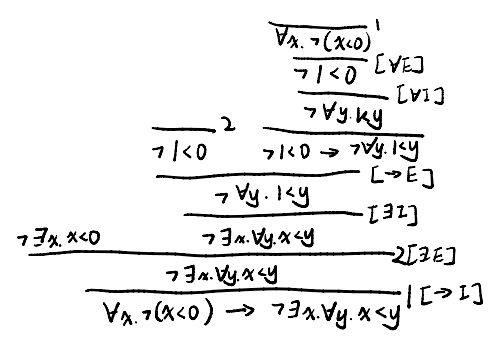 ∀x.¬(x<0) 1
¬1<0 [∀E]
[∀I]
¬∀y.1<y
2
¬1<0 ¬1<0 → ¬∀y.1<y
[→E]
¬∀y.1<y
[∃I]
¬∃x.x<0 ¬∃x.∀y.x<y
2[∃E]
¬∃x.∀y.x<y
1[→I]
∀x.¬(x<0) → ¬∃x.∀y.x<y